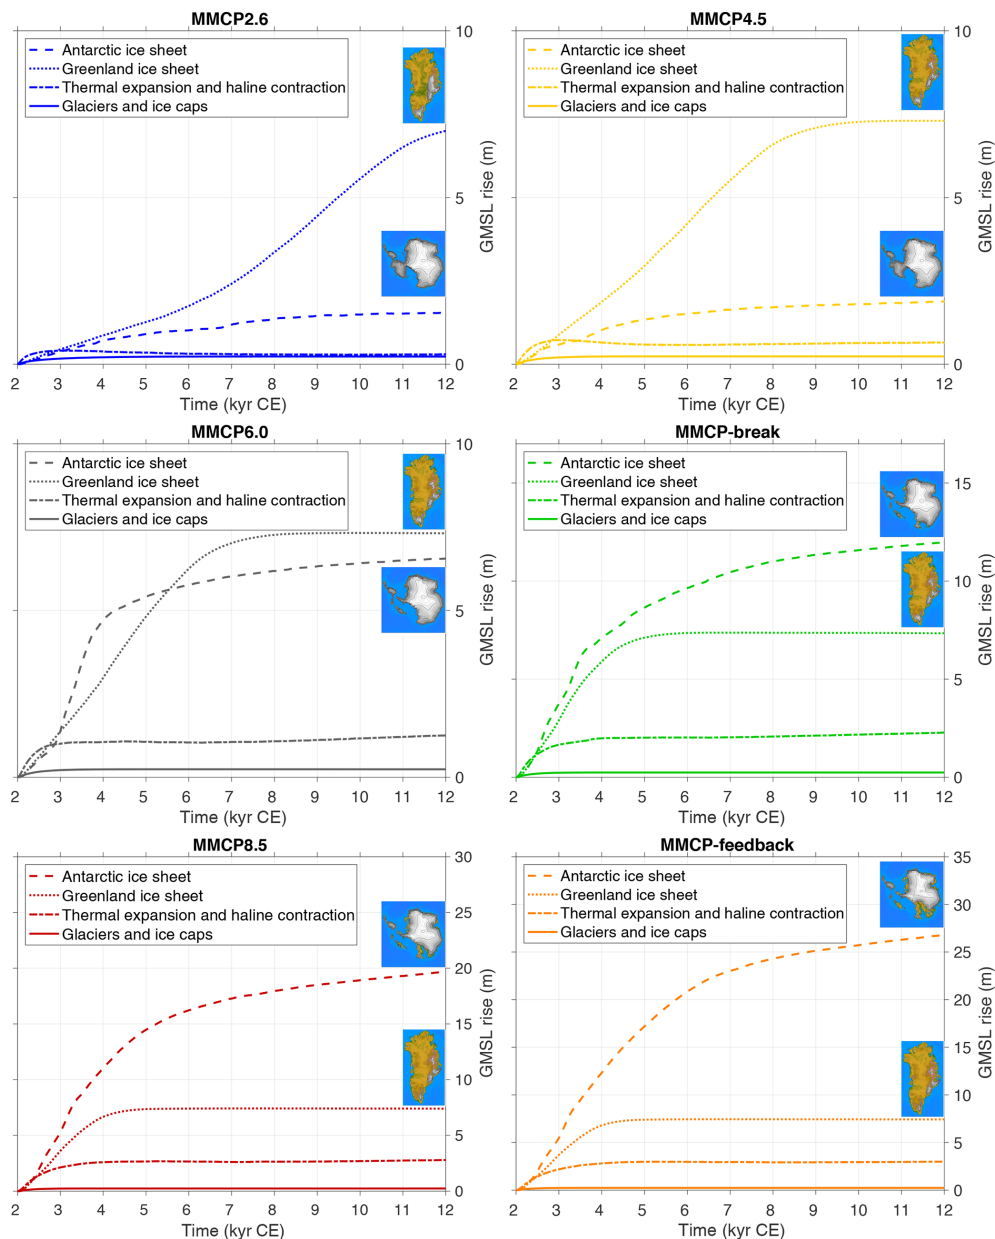 MMCP2.6
Antarctic ice sheet
Greenland ice sheet
Thermal expansion and haline contraction
Glaciers and ice caps
10
5
0
GMSL rise (m)
2 3 4 5 6 7 8 9 10 11 12
Time (kyr CE)
MMCP4.5
Antarctic ice sheet
Greenland ice sheet
Thermal expansion and haline contraction
Glaciers and ice caps
10
5
0
GMSL rise (m)
2 3 4 5 6 7 8 9 10 11 12
Time (kyr CE)
MMCP6.0
Antarctic ice sheet
Greenland ice sheet
Thermal expansion and haline contraction
Glaciers and ice caps
10
5
0
GMSL rise (m)
2 3 4 5 6 7 8 9 10 11 12
Time (kyr CE)
MMCP-break
Antarctic ice sheet
Greenland ice sheet
Thermal expansion and haline contraction
Glaciers and ice caps
15
10
5
0
GMSL rise (m)
2 3 4 5 6 7 8 9 10 11 12
Time (kyr CE)
MMCP8.5
Antarctic ice sheet
Greenland ice sheet
Thermal expansion and haline contraction
Glaciers and ice caps
30
25
20
15
10
5
0
GMSL rise (m)
2 3 4 5 6 7 8 9 10 11 12
Time (kyr CE)
MMCP-feedback
Antarctic ice sheet
Greenland ice sheet
Thermal expansion and haline contraction
Glaciers and ice caps
35
30
25
20
15
10
5
0
GMSL rise (m)
2 3 4 5 6 7 8 9 10 11 12
Time (kyr CE)